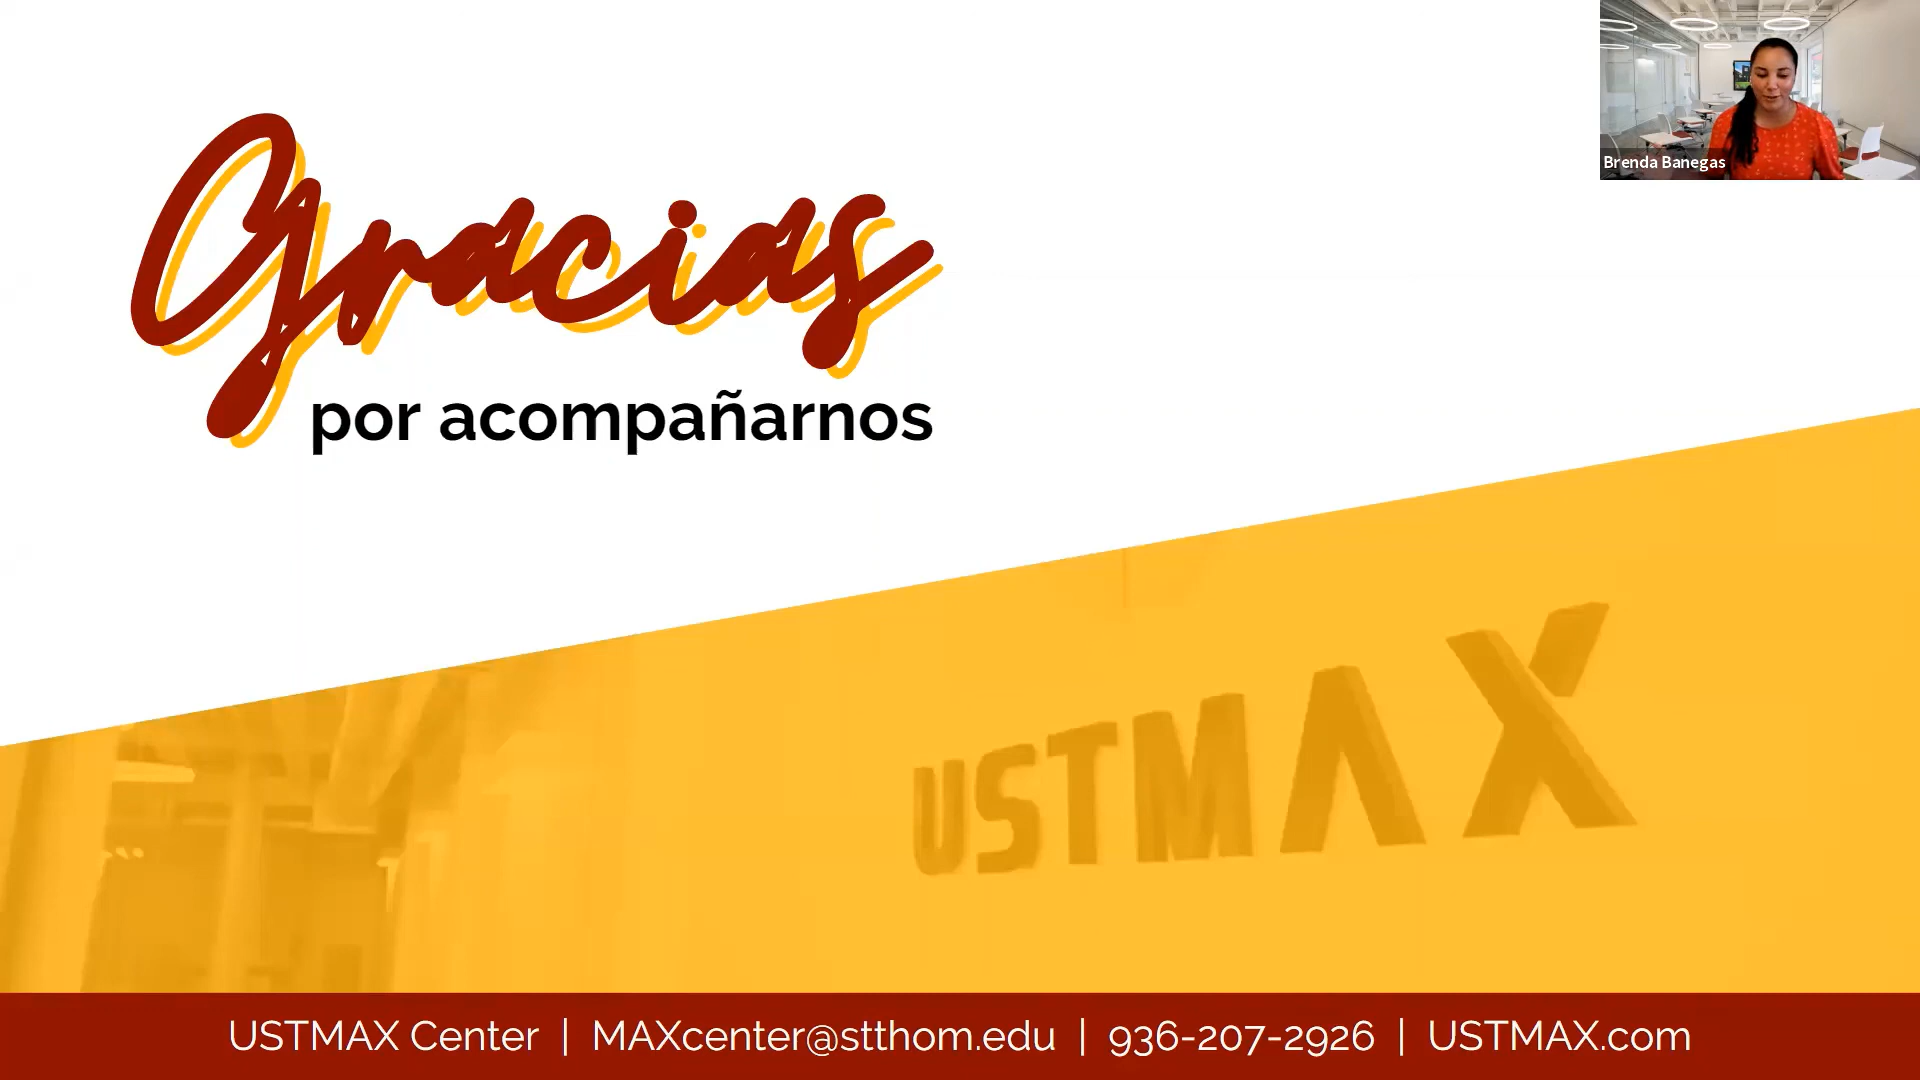 Brenda Banegas
Gracias
por acompañarnos
USTMAX
USTMAX Center | MAXcenter@stthom.edu | 936-207-2926 | USTMAX.com